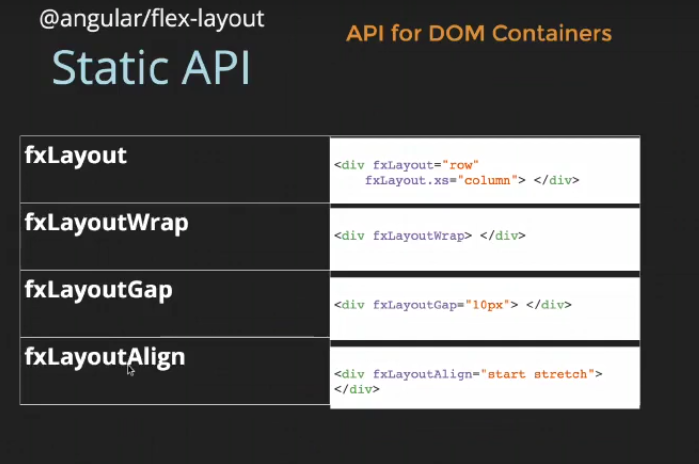 @angular/flex-layout
API for DOM Containers
Static API
fxLayout
<div fxLayout="row"
fxLayout.xs="column"> </div>
fxLayoutWrap
<div fxLayoutWrap> </div>
fxLayoutGap
<div fxLayoutGap="10px"> </div>
fxLayoutAlign
<div fxLayoutAlign="start stretch">
</div>